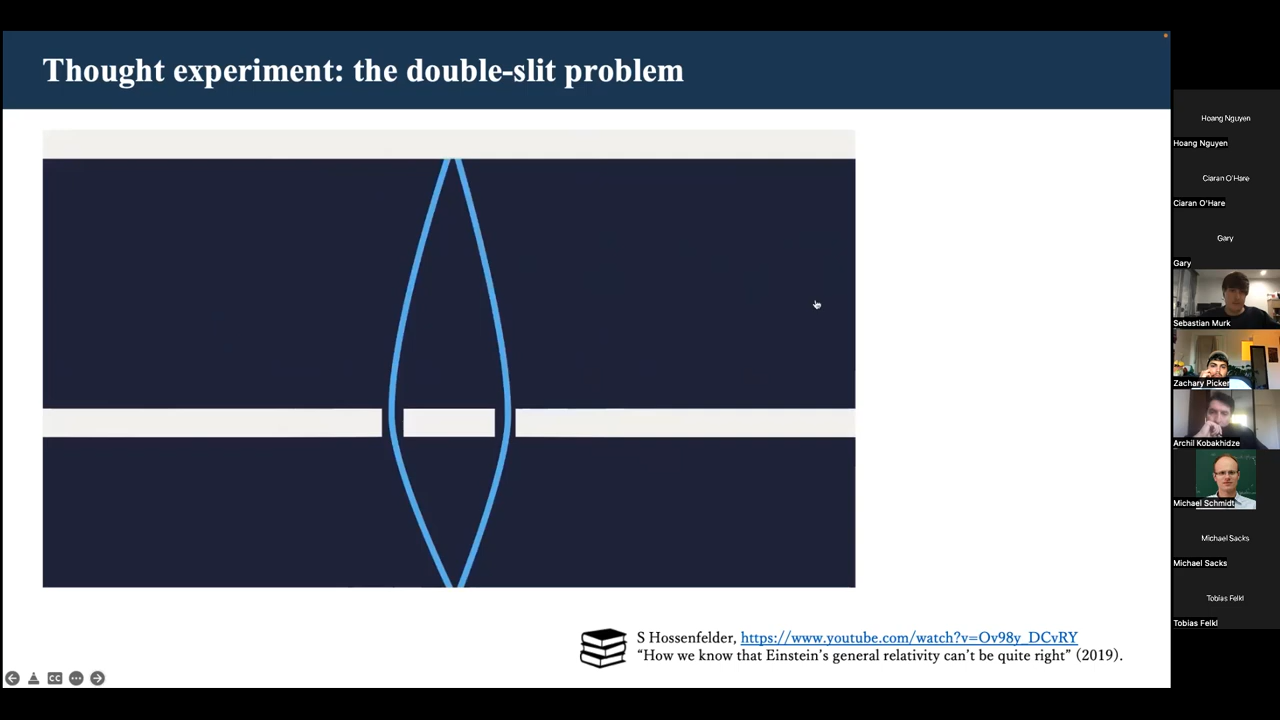 Thought experiment: the double-slit problem
S Hossenfelder, https://www.youtube.com/watch?v=Ov98y_DCvRY
“How we know that Einstein’s general relativity can’t be quite right” (2019).
CC
Hoang Nguyen
Hoang Nguyen
Ciaran O'Hare
Ciaran O'Hare
Gary
Gary
Sebastian Murk
Zachary Picker
Archil Kobakhidze
Michael Schmidt
Michael Sacks
Michael Sacks
Tobias Felkl
Tobias Felkl